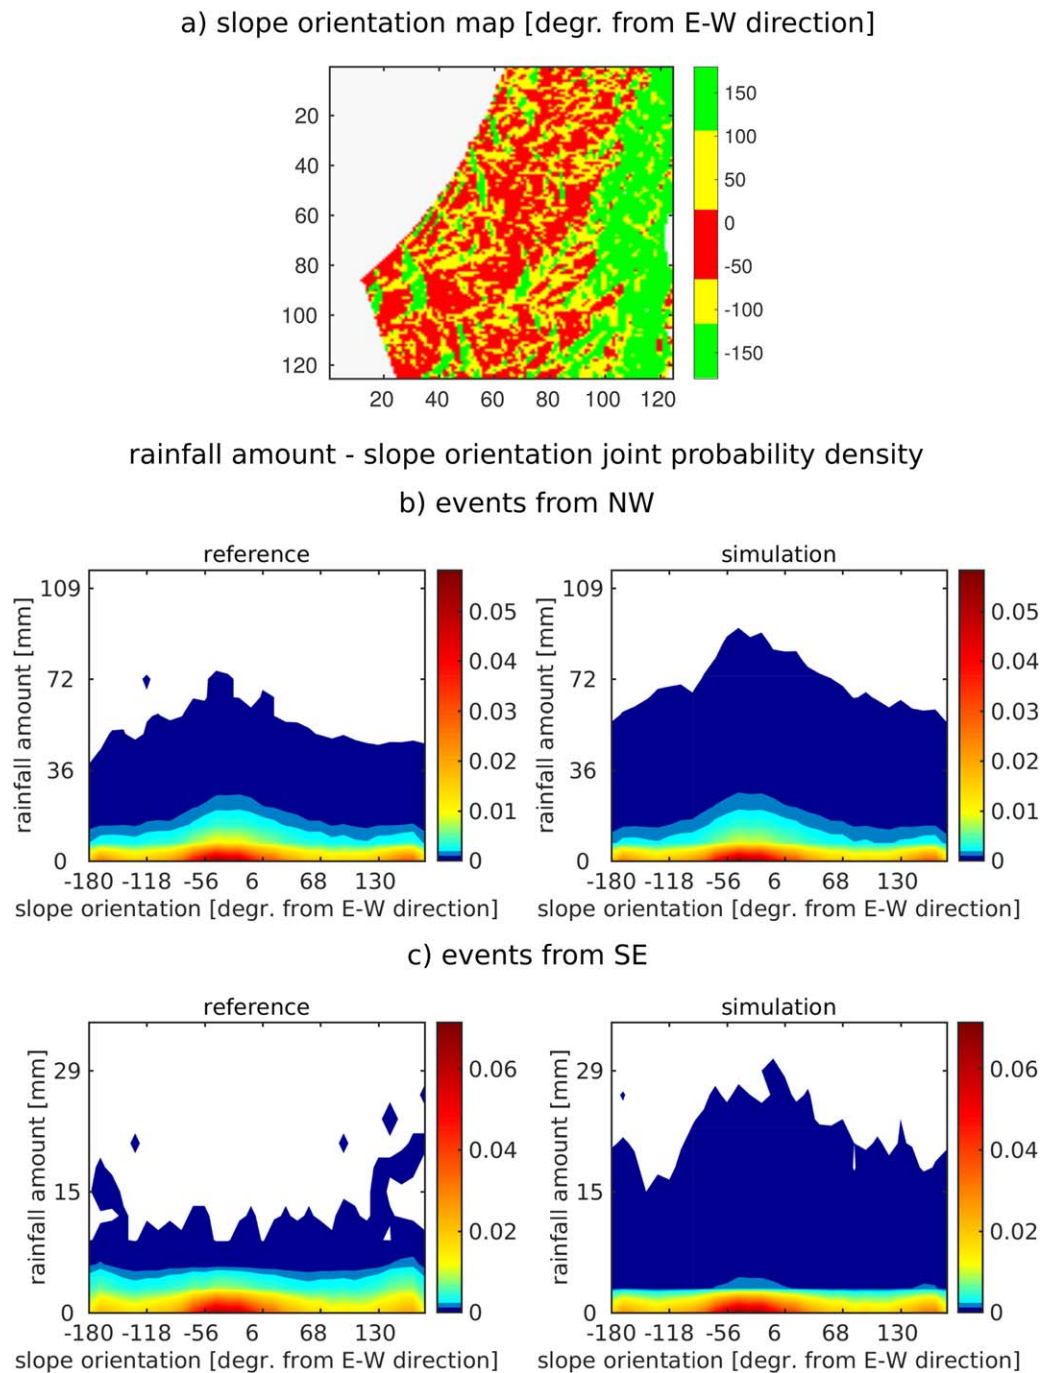 a) slope orientation map [degr. from E-W direction]
20
40
60
80
100
120
20 40 60 80 100 120
150
100
50
0
-50
-100
-150
rainfall amount - slope orientation joint probability density
b) events from NW
reference
rainfall amount [mm]
109
72
36
0
-180 -118 -56 6 68 130
slope orientation [degr. from E-W direction]
0.05
0.04
0.03
0.02
0.01
0
simulation
rainfall amount [mm]
109
72
36
0
-180 -118 -56 6 68 130
slope orientation [degr. from E-W direction]
0.05
0.04
0.03
0.02
0.01
0
c) events from SE
reference
rainfall amount [mm]
29
15
0
-180 -118 -56 6 68 130
slope orientation [degr. from E-W direction]
0.06
0.04
0.02
0
simulation
rainfall amount [mm]
29
15
0
-180 -118 -56 6 68 130
slope orientation [degr. from E-W direction]
0.06
0.04
0.02
0